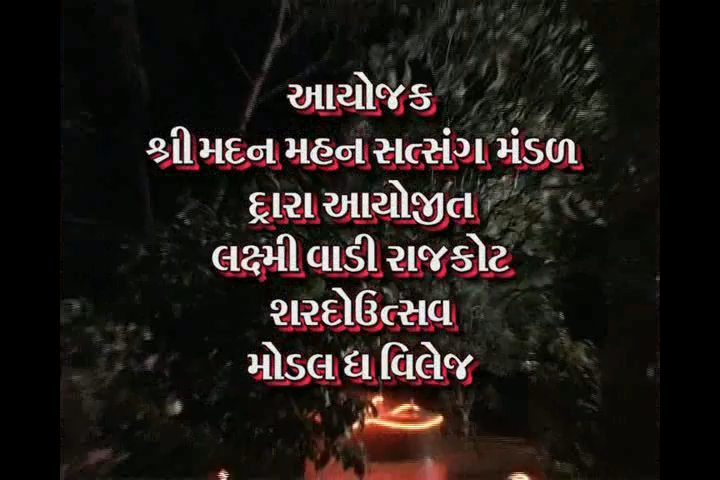 આયોજક
શ્રી મદન મહન સત્સંગ મંડળ
દ્રારા આયોજીત
લક્ષ્મી વાડી રાજકોટ
શરદોઉત્સવ
મોડલ ધ વિલેજ